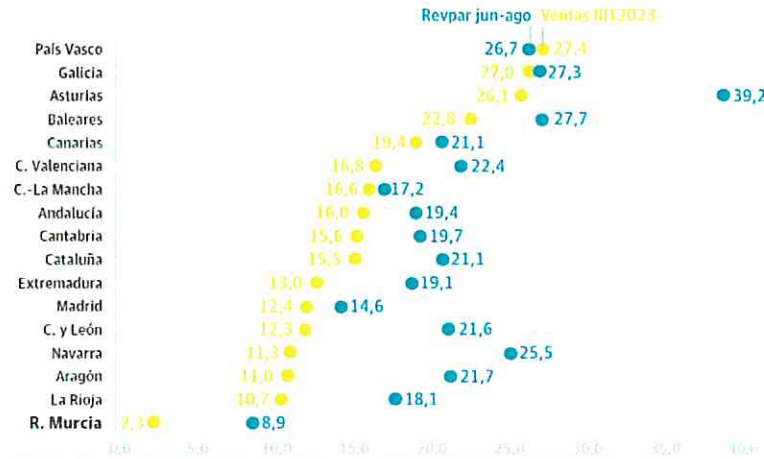 Revpar jun-ago Ventas IIIT2023
País Vasco 26,7 27,4
Galicia 27,0 27,3
Asturias 26,1 39,2
Baleares 22,8 27,7
Canarias 19,4 21,1
C. Valenciana 16,8 22,4
C.-La Mancha 16,6 17,2
Andalucía 16,0 19,4
Cantabria 15,6 19,7
Cataluña 15,5 21,1
Extremadura 13,0 19,1
Madrid 12,4 14,6
C. y León 12,3 21,6
Navarra 11,3 25,5
Aragón 11,0 21,7
La Rioja 10,7 18,1
R. Murcia 2,3 8,9
0,0 5,0 10,0 15,0 20,0 25,0 30,0 35,0 40,0